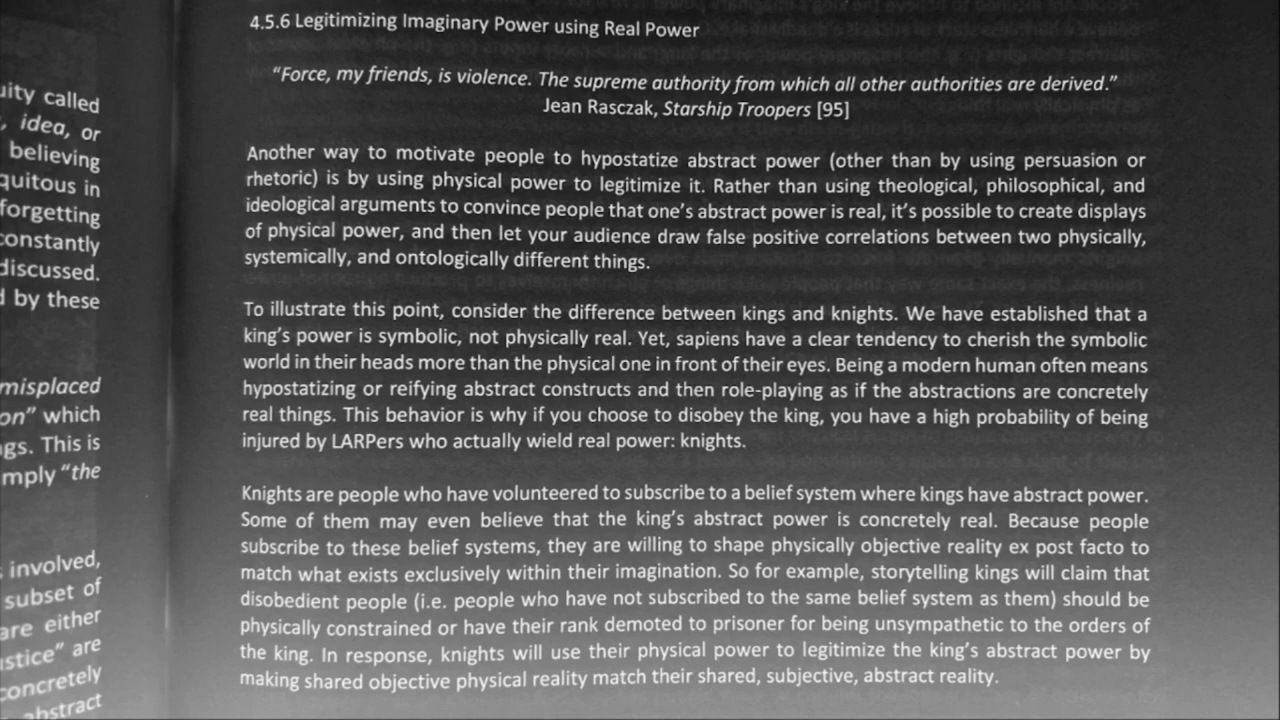 uity called
, idea, or
believing
quitous in
forgetting
constantly
discussed.
d by these
misplaced
on" which
gs. This is
mply "the
involved,
subset of
are either
ustice" are
concretely
abstract
4.5.6 Legitimizing Imaginary Power using Real Power
"Force, my friends, is violence. The supreme authority from which all other authorities are derived."
Jean Rasczak, Starship Troopers [95]
Another way to motivate people to hypostatize abstract power (other than by using persuasion or
rhetoric) is by using physical power to legitimize it. Rather than using theological, philosophical, and
ideological arguments to convince people that one's abstract power is real, it's possible to create displays
of physical power, and then let your audience draw false positive correlations between two physically,
systemically, and ontologically different things.
To illustrate this point, consider the difference between kings and knights. We have established that a
king's power is symbolic, not physically real. Yet, sapiens have a clear tendency to cherish the symbolic
world in their heads more than the physical one in front of their eyes. Being a modern human often means
hypostatizing or reifying abstract constructs and then role-playing as if the abstractions are concretely
real things. This behavior is why if you choose to disobey the king, you have a high probability of being
injured by LARPers who actually wield real power: knights.
Knights are people who have volunteered to subscribe to a belief system where kings have abstract power.
Some of them may even believe that the king's abstract power is concretely real. Because people
subscribe to these belief systems, they are willing to shape physically objective reality ex post facto to
match what exists exclusively within their imagination. So for example, storytelling kings will claim that
disobedient people (i.e. people who have not subscribed to the same belief system as them) should be
physically constrained or have their rank demoted to prisoner for being unsympathetic to the orders of
the king. In response, knights will use their physical power to legitimize the king's abstract power by
making shared objective physical reality match their shared, subjective, abstract reality.